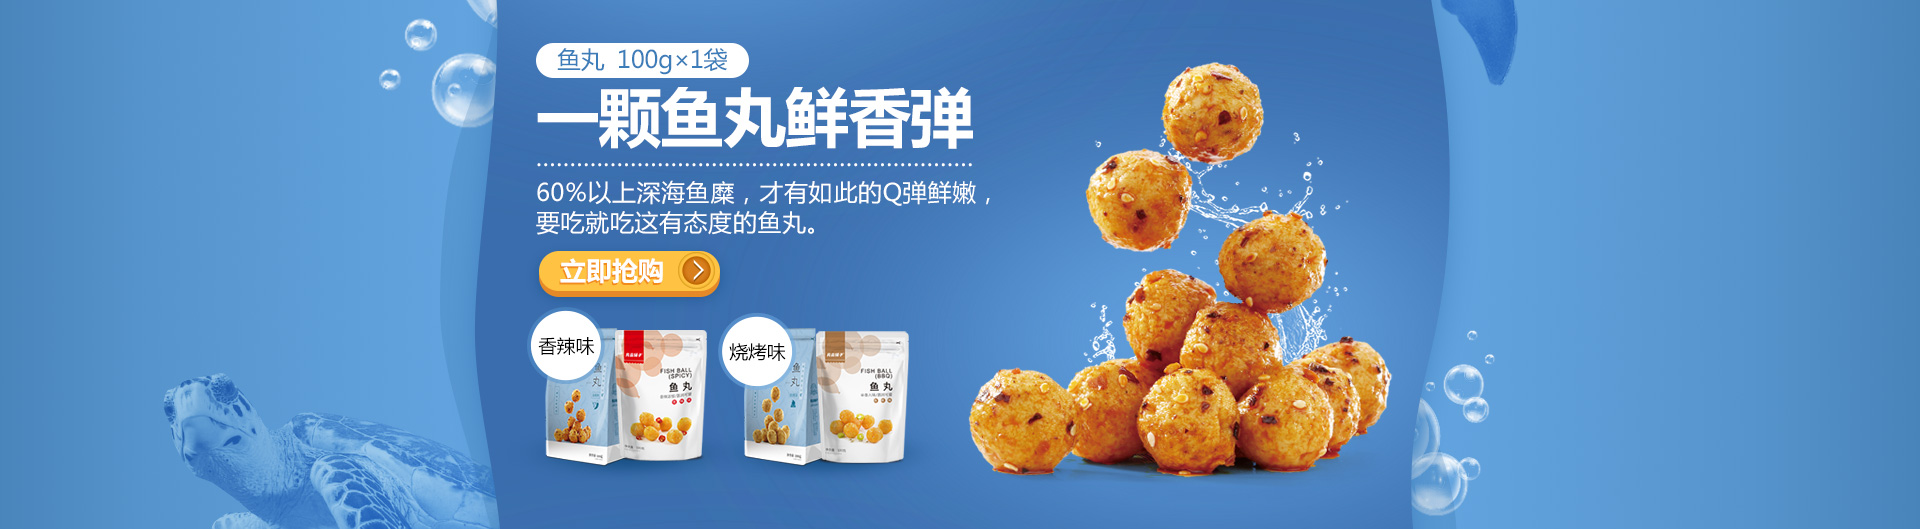 鱼丸 100g×1袋
一颗鱼丸鲜香弹
60%以上深海鱼糜，才有如此的Q弹鲜嫩，
要吃就吃这有态度的鱼丸。
立即抢购
香辣味
鱼丸
FISH BALL
(SPICY)
鱼丸
烧烤味
鱼丸
FISH BALL
(BBQ)
鱼丸